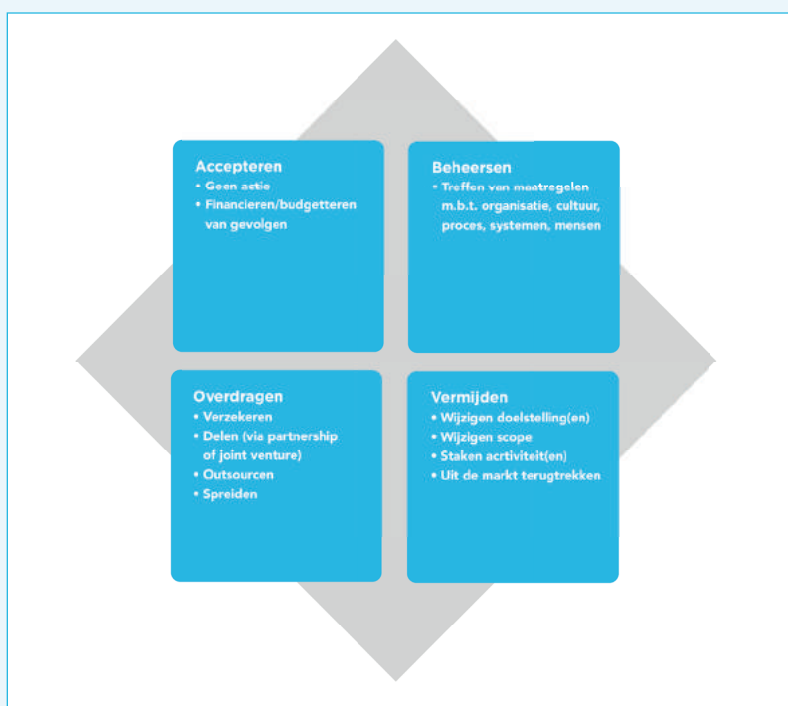 Accepteren
• Geen actie
• Financieren/budgetteren
van gevolgen
Beheersen
• Treffen van maatregelen
m.b.t. organisatie, cultuur,
proces, systemen, mensen
Overdragen
• Verzekeren
• Delen (via partnership
of joint venture)
• Outsourcen
• Spreiden
Vermijden
• Wijzigen doelstelling(en)
• Wijzigen scope
• Staken acrtiviteit(en)
• Uit de markt terugtrekken